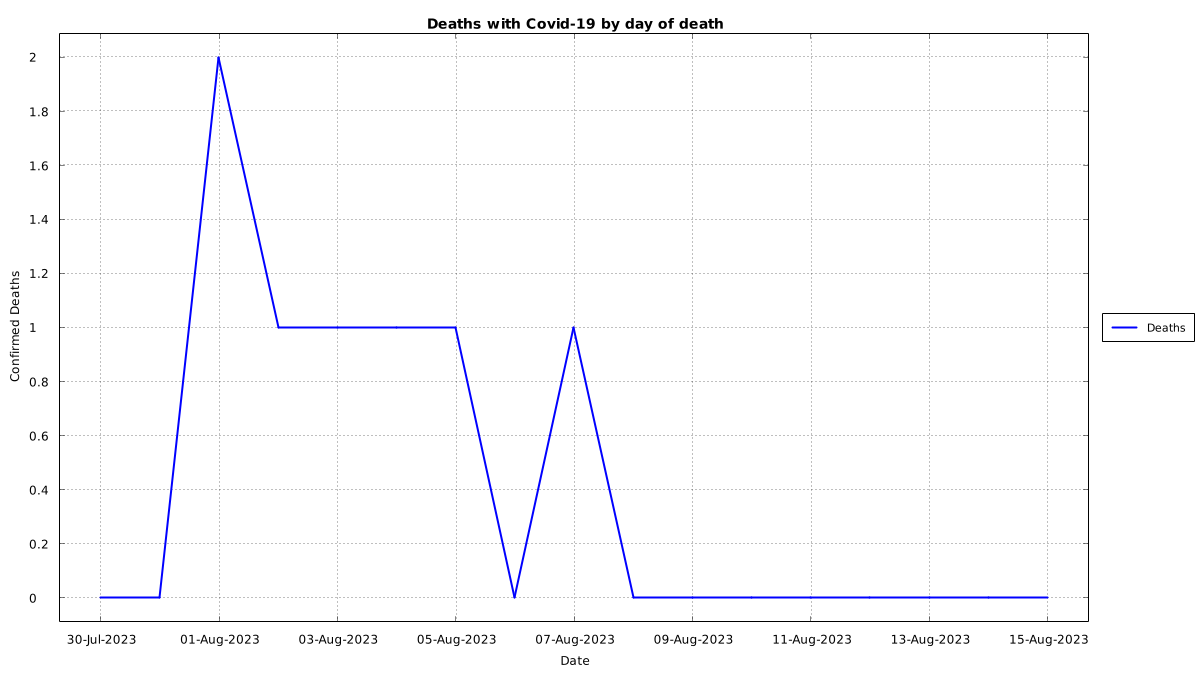 Deaths with Covid-19 by day of death
Confirmed Deaths
2
1.8
1.6
1.4
1.2
1
0.8
0.6
0.4
0.2
0
30-Jul-2023 01-Aug-2023 03-Aug-2023 05-Aug-2023 07-Aug-2023 09-Aug-2023 11-Aug-2023 13-Aug-2023 15-Aug-2023
Date
Deaths